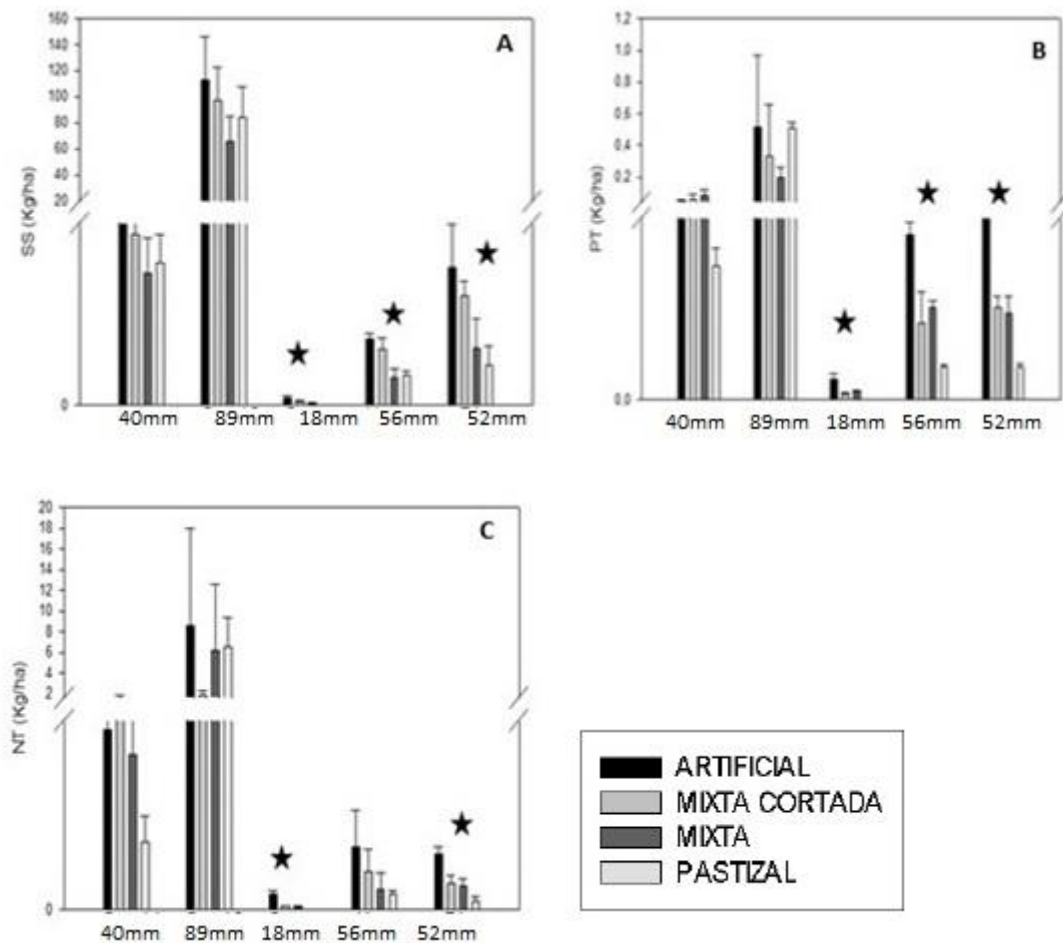 A
SS (Kg/ha)
160
140
120
100
80
60
40
20
0
40mm 89mm 18mm 56mm 52mm
B
PT (Kg/ha)
1,2
1,0
0,8
0,6
0,4
0,2
0,0
40mm 89mm 18mm 56mm 52mm
C
NT (Kg/ha)
20
18
16
14
12
10
8
6
4
2
0
40mm 89mm 18mm 56mm 52mm
ARTIFICIAL
MIXTA CORTADA
MIXTA
PASTIZAL